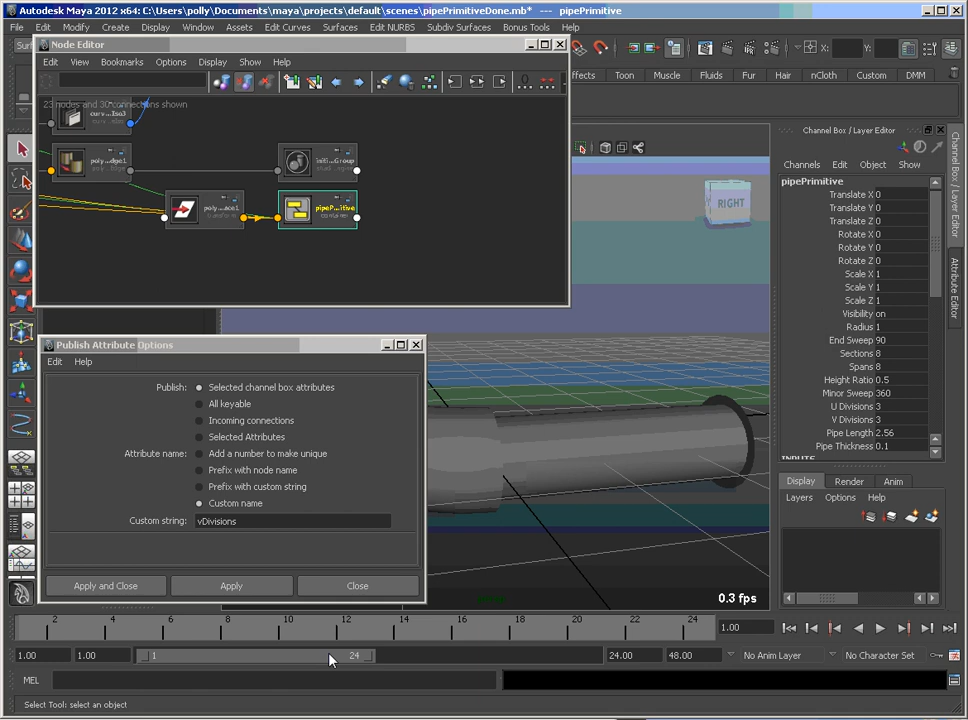 Autodesk Maya 2012 x64: C:\Users\polly\Documents\maya\projects\default\scenes\pipePrimitiveDone.mb* --- pipePrimitive
File
Modify
Create
Display
Window
Assets
Edit Curves
Surfaces
Edit NURBS
Subdiv Surfaces
Bonus Tools
Help
Node Editor
X:
Y:
Edit
View
Bookmarks
Options
Display
Show
Help
Toon
Muscle
Fluids
Fur
Hair
nCloth
Custom
DMM
23 nodes and 30 connections shown
RIGHT
Channel Box / Layer Editor
Channels
Edit
Object
Show
pipePrimitive
Translate X 0
Translate Y 0
Translate Z 0
Rotate X 0
Rotate Y 0
Rotate Z 0
Scale X 1
Scale Y 1
Scale Z 1
Visibility on
Radius 1
End Sweep 90
Sections 8
Spans 8
Height Ratio 0.5
Minor Sweep 360
U Divisions 3
V Divisions 3
Pipe Length 2.56
Pipe Thickness 0.1
INPUTS
Channel Box / Layer Editor
Attribute Editor
Publish Attribute Options
Edit
Help
Publish:
Selected channel box attributes
All keyable
Incoming connections
Selected Attributes
Attribute name:
Add a number to make unique
Prefix with node name
Prefix with custom string
Custom name
Custom string:
vDivisions
Apply and Close
Apply
Close
Display
Render
Anim
Layers
Options
Help
0.3 fps
2
4
6
8
10
12
14
16
18
20
22
24
1.00
1.00
1.00
1
24
24.00
48.00
No Anim Layer
No Character Set
MEL
Select Tool: select an object